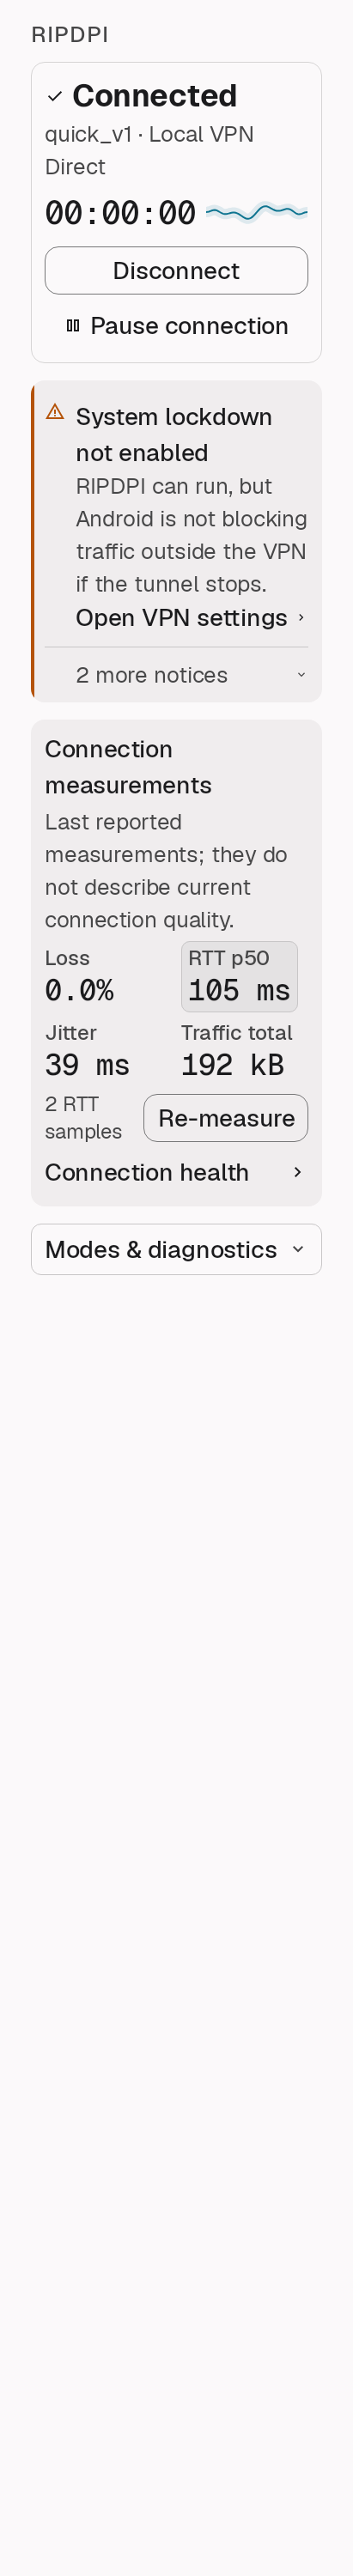 RIPDPI
Connected
quick_v1 · Local VPN
Direct
00:00:00
Disconnect
Pause connection
System lockdown
not enabled
RIPDPI can run, but
Android is not blocking
traffic outside the VPN
if the tunnel stops.
Open VPN settings
2 more notices
Connection
measurements
Last reported
measurements; they do
not describe current
connection quality.
Loss
0.0%
RTT p50
105 ms
Jitter
39 ms
Traffic total
192 kB
2 RTT
samples
Re-measure
Connection health
Modes & diagnostics